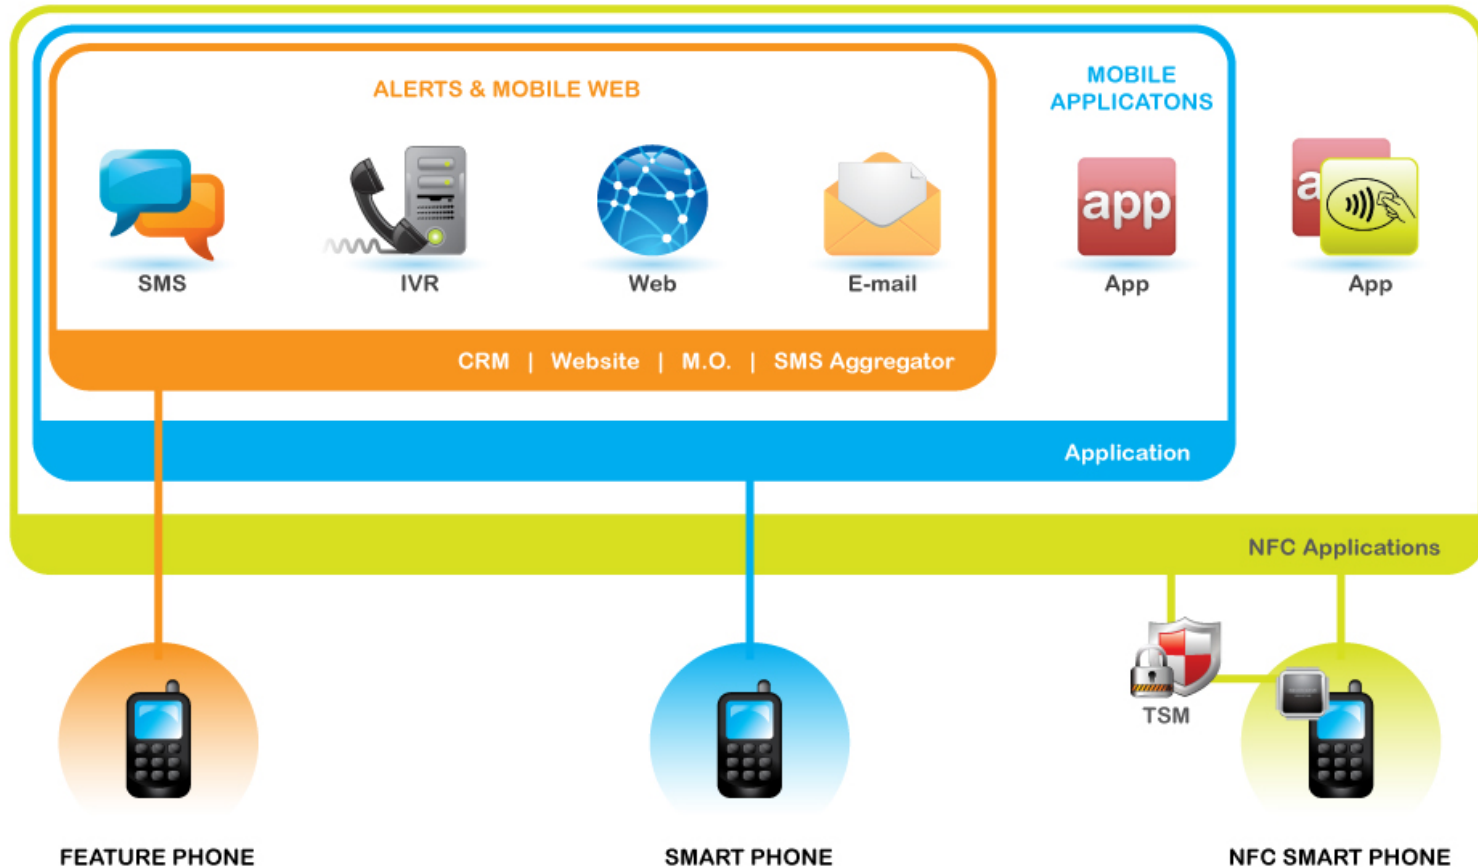 ALERTS & MOBILE WEB
MOBILE
APPLICATONS
SMS
IVR
Web
E-mail
app
App
a
App
CRM | Website | M.O. | SMS Aggregator
Application
NFC Applications
TSM
FEATURE PHONE
SMART PHONE
NFC SMART PHONE